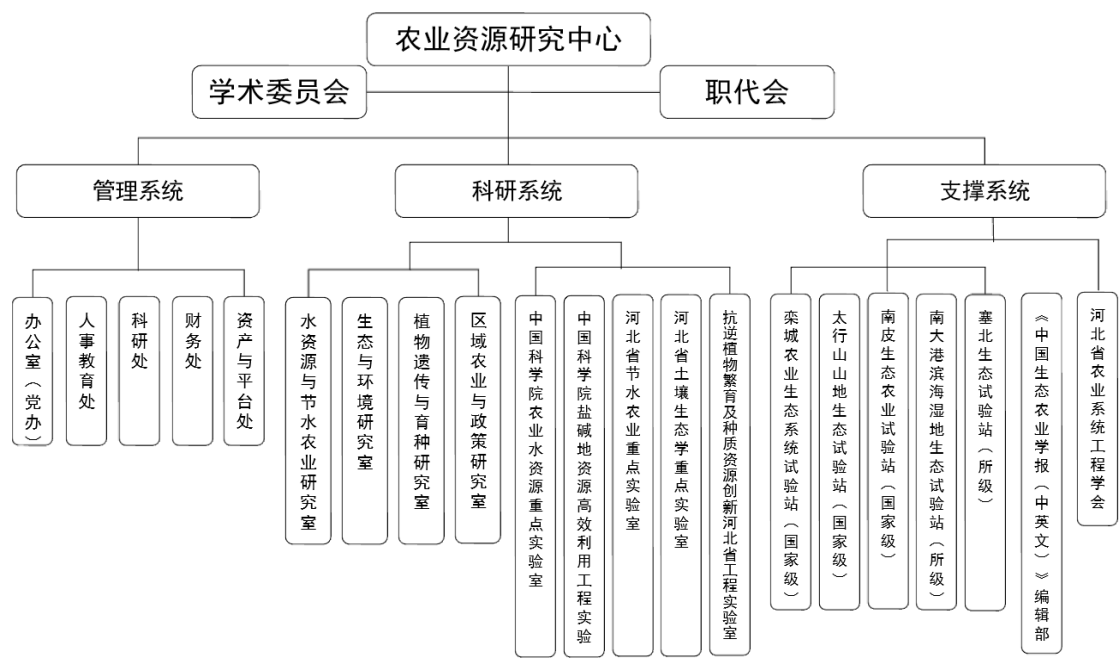 农业资源研究中心
学术委员会
职代会
管理系统
科研系统
支撑系统
办公室（党办）
人事教育处
科研处
财务处
资产与平台处
水资源与节水农业研究室
生态与环境研究室
植物遗传与育种研究室
区域农业与政策研究室
中国科学院农业水资源重点实验室
中国科学院盐碱地资源高效利用工程实验
河北省节水农业重点实验室
河北省土壤生态学重点实验室
抗逆植物繁育及种质资源创新河北省工程实验室
栾城农业生态系统试验站（国家级）
太行山山地生态试验站（国家级）
南皮生态农业试验站（国家级）
南大港滨海湿地生态试验站（所级）
塞北生态试验站（所级）
《中国生态农业学报（中英文）》编辑部
河北省农业系统工程学会